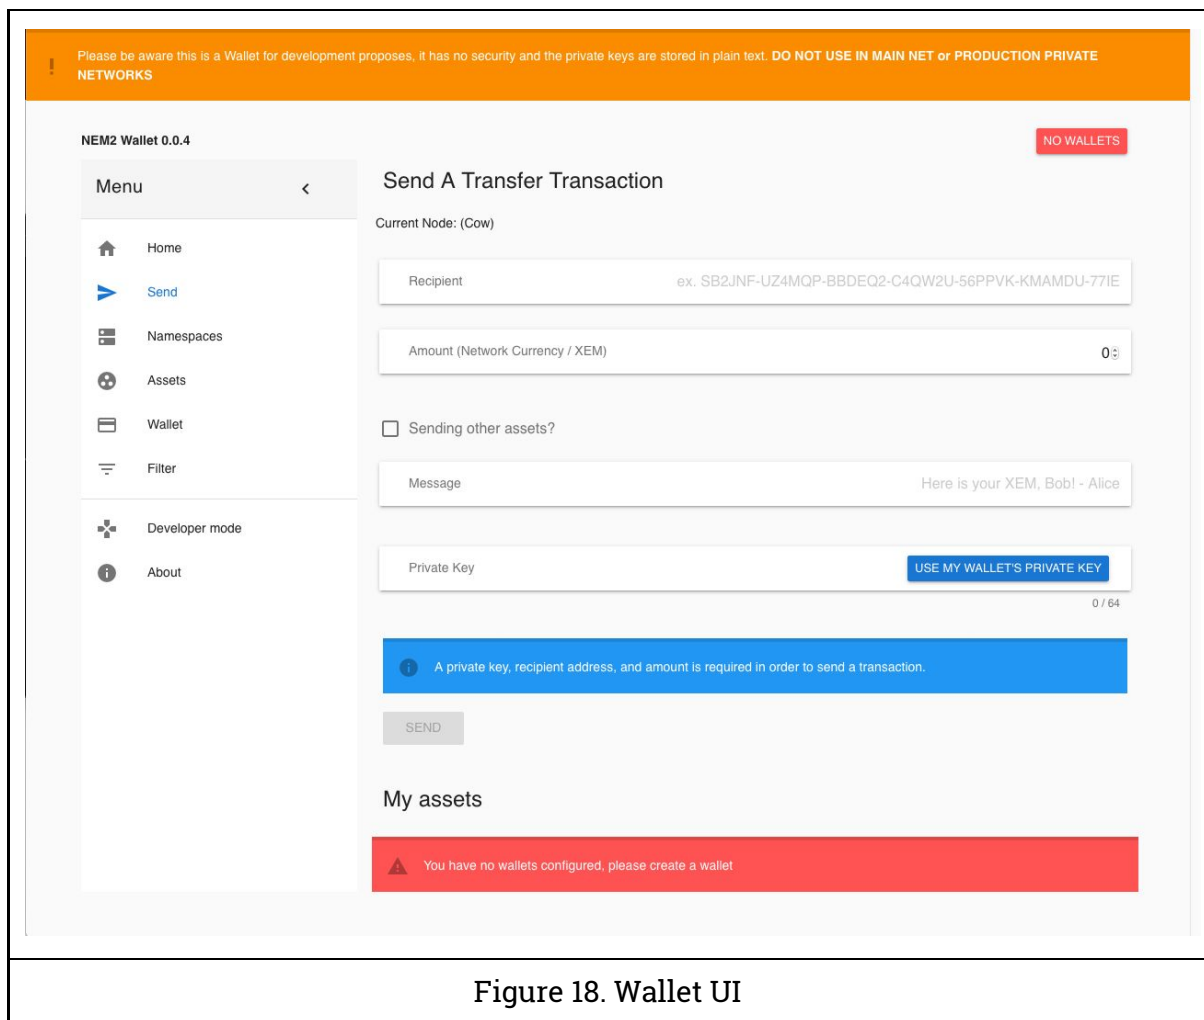 Please be aware this is a Wallet for development proposes, it has no security and the private keys are stored in plain text. DO NOT USE IN MAIN NET or PRODUCTION PRIVATE
NETWORKS
NEM2 Wallet 0.0.4
NO WALLETS
Menu
Home
Send
Namespaces
Assets
Wallet
Filter
Developer mode
About
Send A Transfer Transaction
Current Node: (Cow)
Recipient ex. SB2JNF-UZ4MQP-BBDEQ2-C4QW2U-56PPVK-KMAMDU-77IE
Amount (Network Currency / XEM) 0
Sending other assets?
Message Here is your XEM, Bob! - Alice
Private Key USE MY WALLET'S PRIVATE KEY
0 / 64
A private key, recipient address, and amount is required in order to send a transaction.
SEND
My assets
You have no wallets configured, please create a wallet
Figure 18. Wallet UI